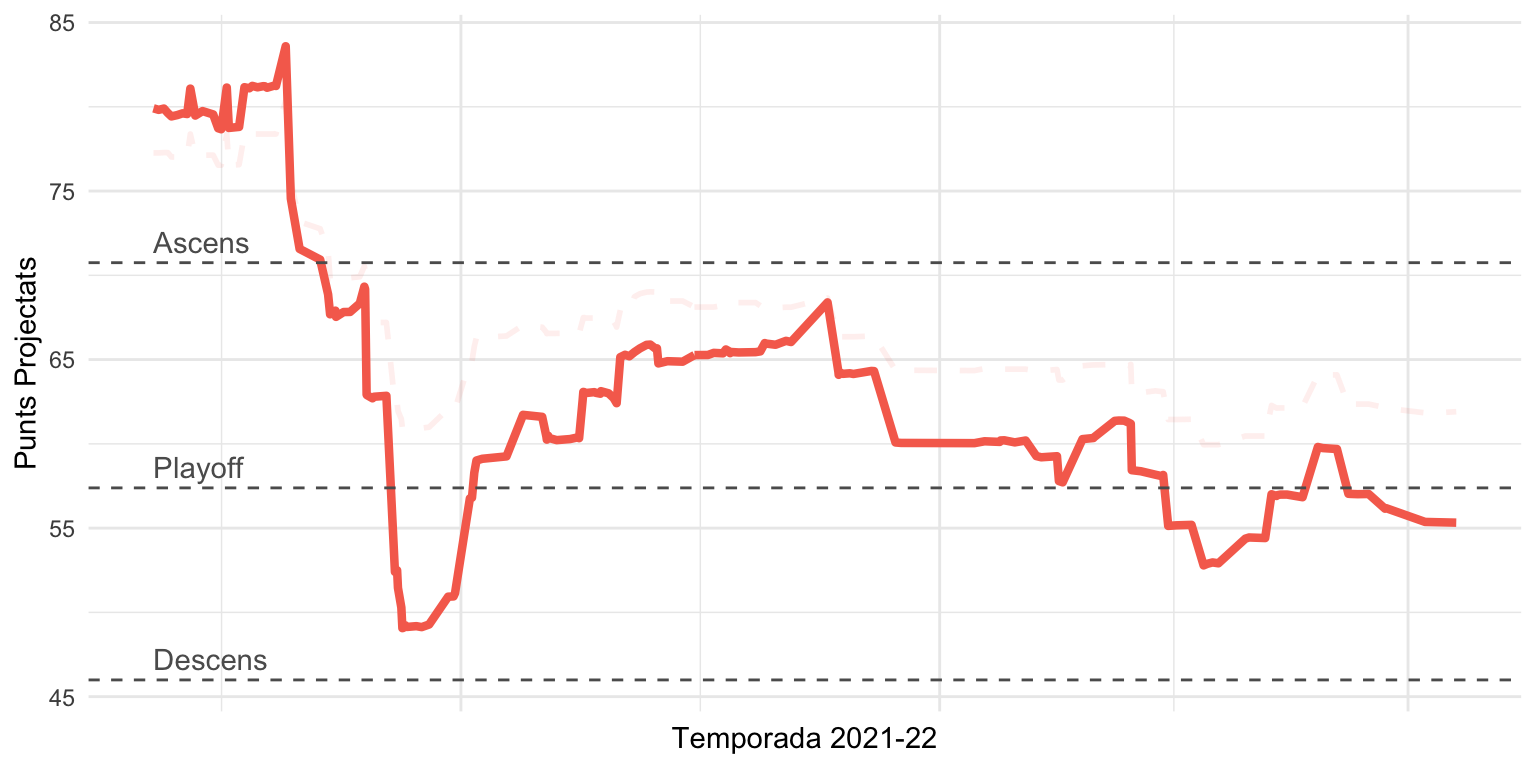 85
75
65
55
45
Punts Projectats
Ascens
Playoff
Descens
Temporada 2021-22